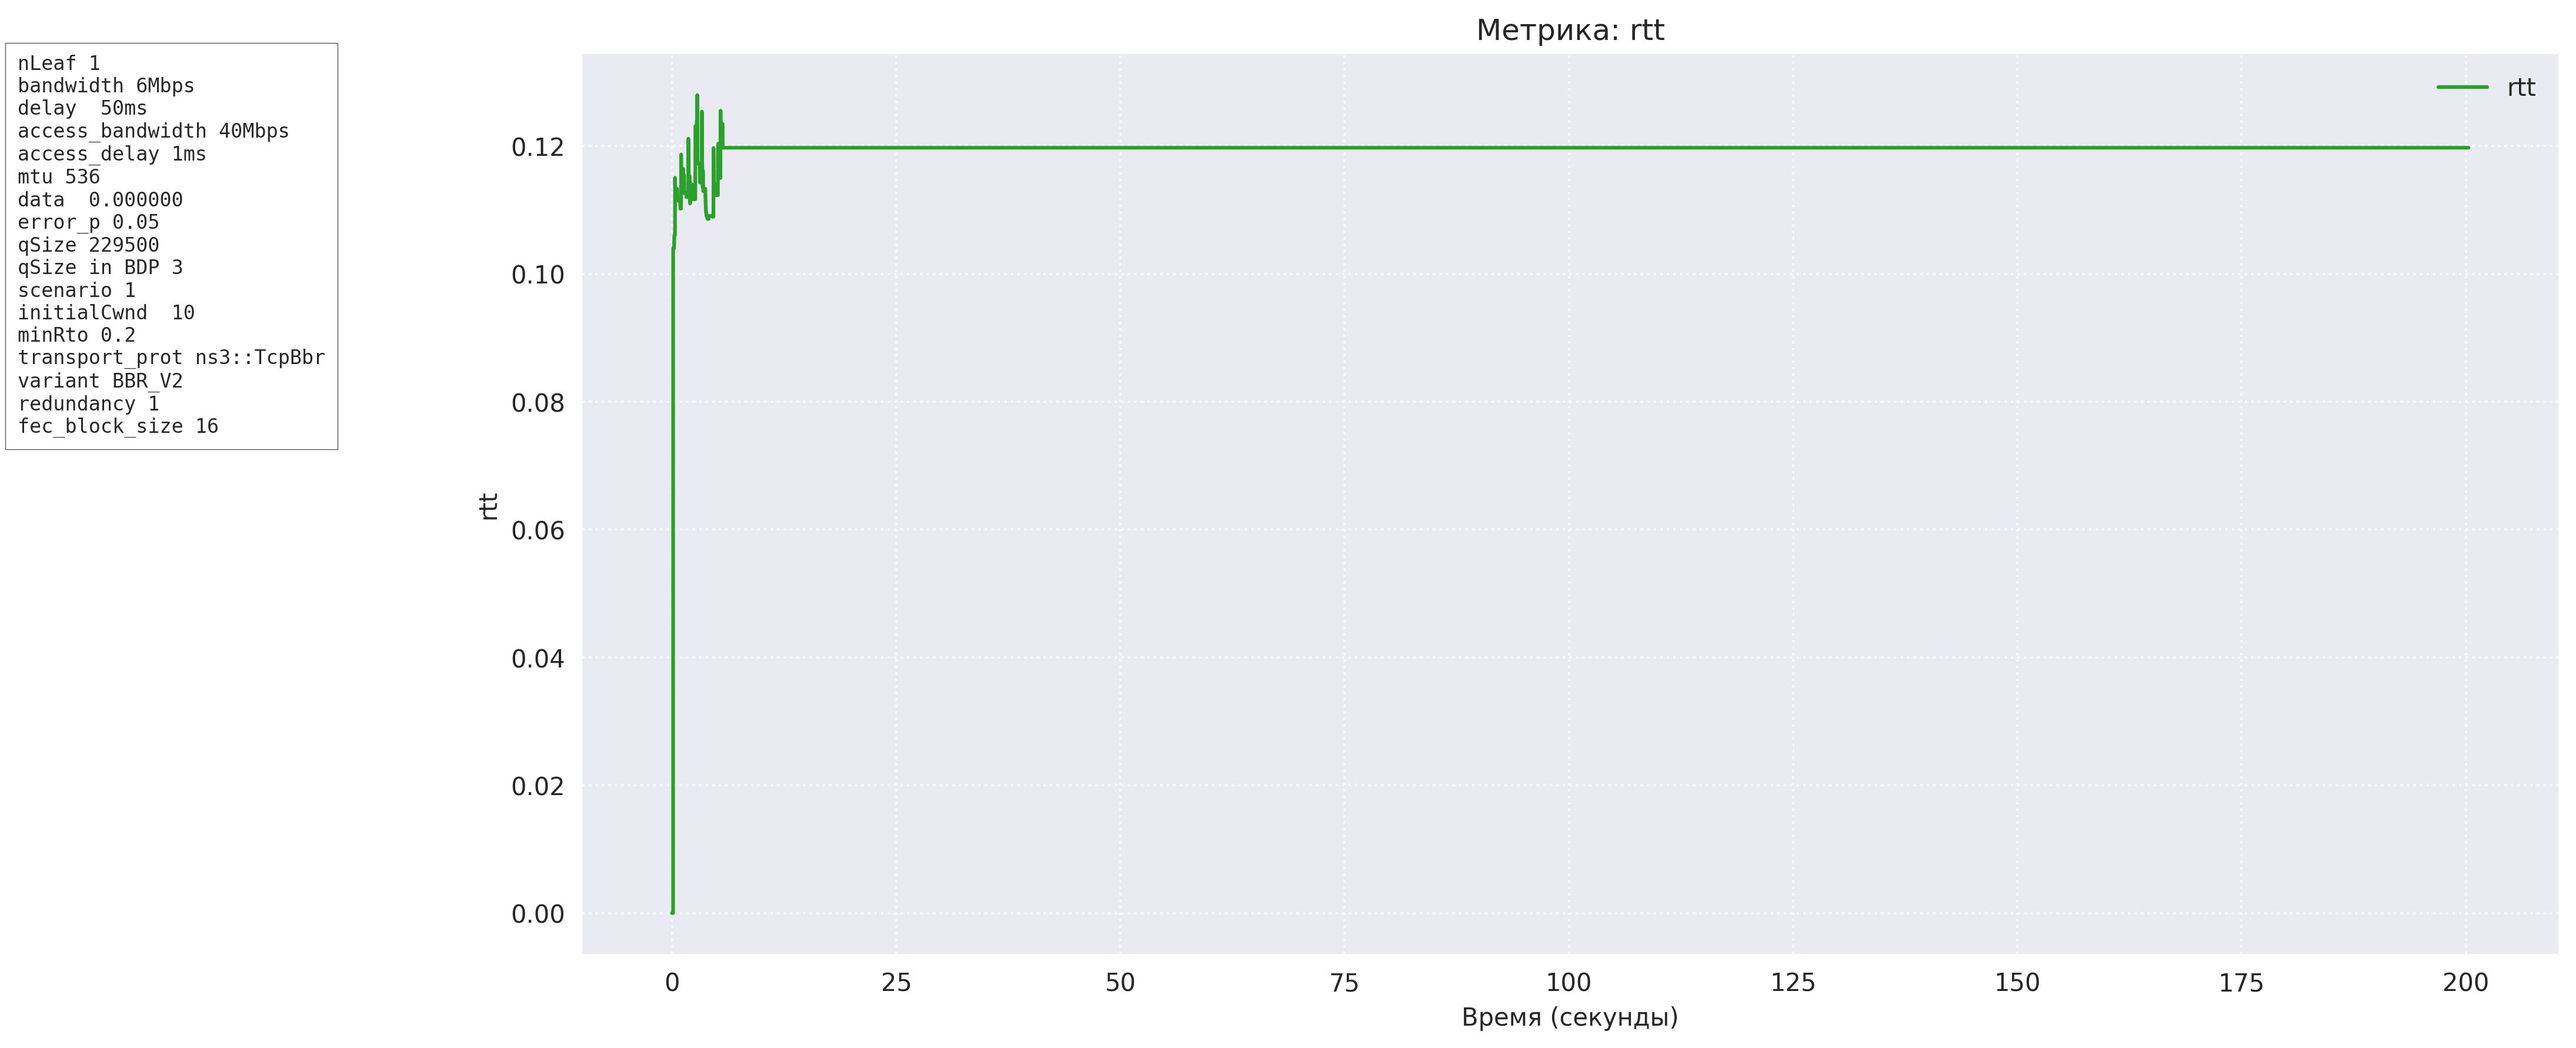 Метрика: rtt
nLeaf 1
bandwidth 6Mbps
delay  50ms
access_bandwidth 40Mbps
access_delay 1ms
mtu 536
data  0.000000
error_p 0.05
qSize 229500
qSize in BDP 3
scenario 1
initialCwnd  10
minRto 0.2
transport_prot ns3::TcpBbr
variant BBR_V2
redundancy 1
fec_block_size 16
rtt
rtt
0.12
0.10
0.08
0.06
0.04
0.02
0.00
0 25 50 75 100 125 150 175 200
Время (секунды)